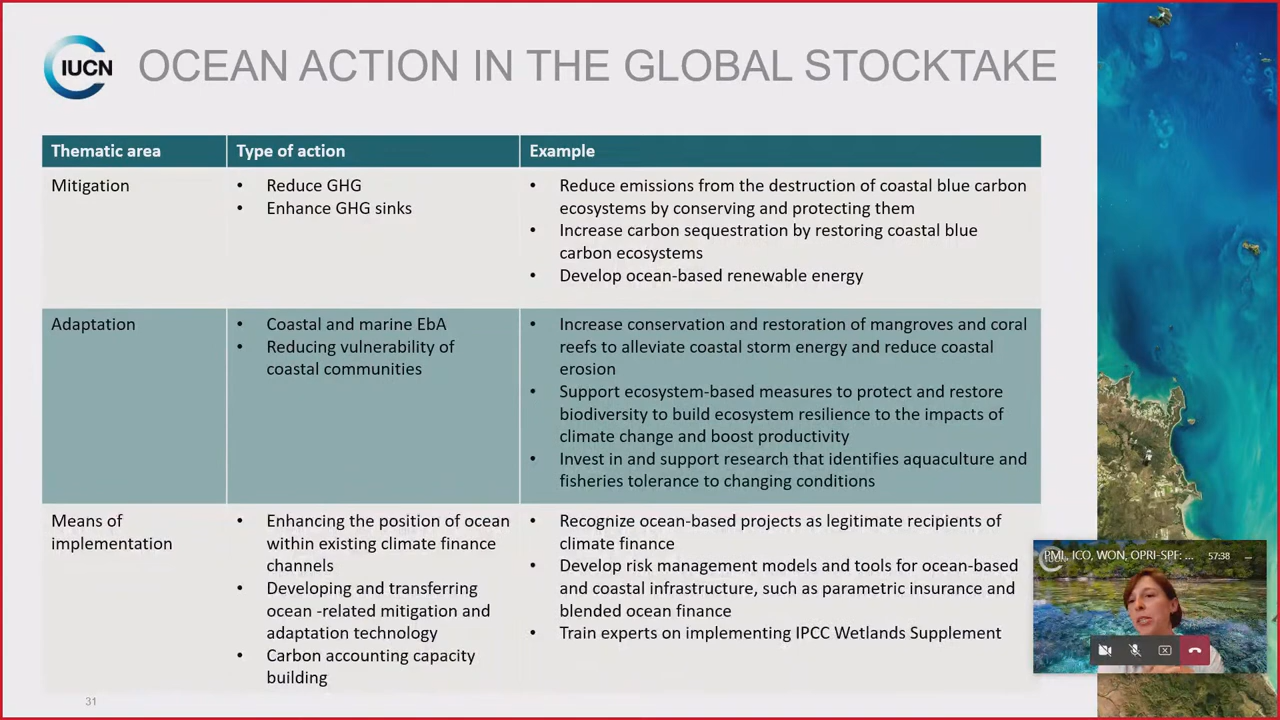 IUCN
OCEAN ACTION IN THE GLOBAL STOCKTAKE
Thematic area
Type of action
Example
Mitigation
• Reduce GHG
• Enhance GHG sinks
• Reduce emissions from the destruction of coastal blue carbon
ecosystems by conserving and protecting them
• Increase carbon sequestration by restoring coastal blue
carbon ecosystems
• Develop ocean-based renewable energy
Adaptation
• Coastal and marine EbA
• Reducing vulnerability of
coastal communities
• Increase conservation and restoration of mangroves and coral
reefs to alleviate coastal storm energy and reduce coastal
erosion
• Support ecosystem-based measures to protect and restore
biodiversity to build ecosystem resilience to the impacts of
climate change and boost productivity
• Invest in and support research that identifies aquaculture and
fisheries tolerance to changing conditions
Means of
implementation
• Enhancing the position of ocean
within existing climate finance
channels
• Developing and transferring
ocean -related mitigation and
adaptation technology
• Carbon accounting capacity
building
• Recognize ocean-based projects as legitimate recipients of
climate finance
• Develop risk management models and tools for ocean-based
and coastal infrastructure, such as parametric insurance and
blended ocean finance
• Train experts on implementing IPCC Wetlands Supplement
PMI, ICO, WON, OPRI-SPF: ...
57:38
IUCN
31